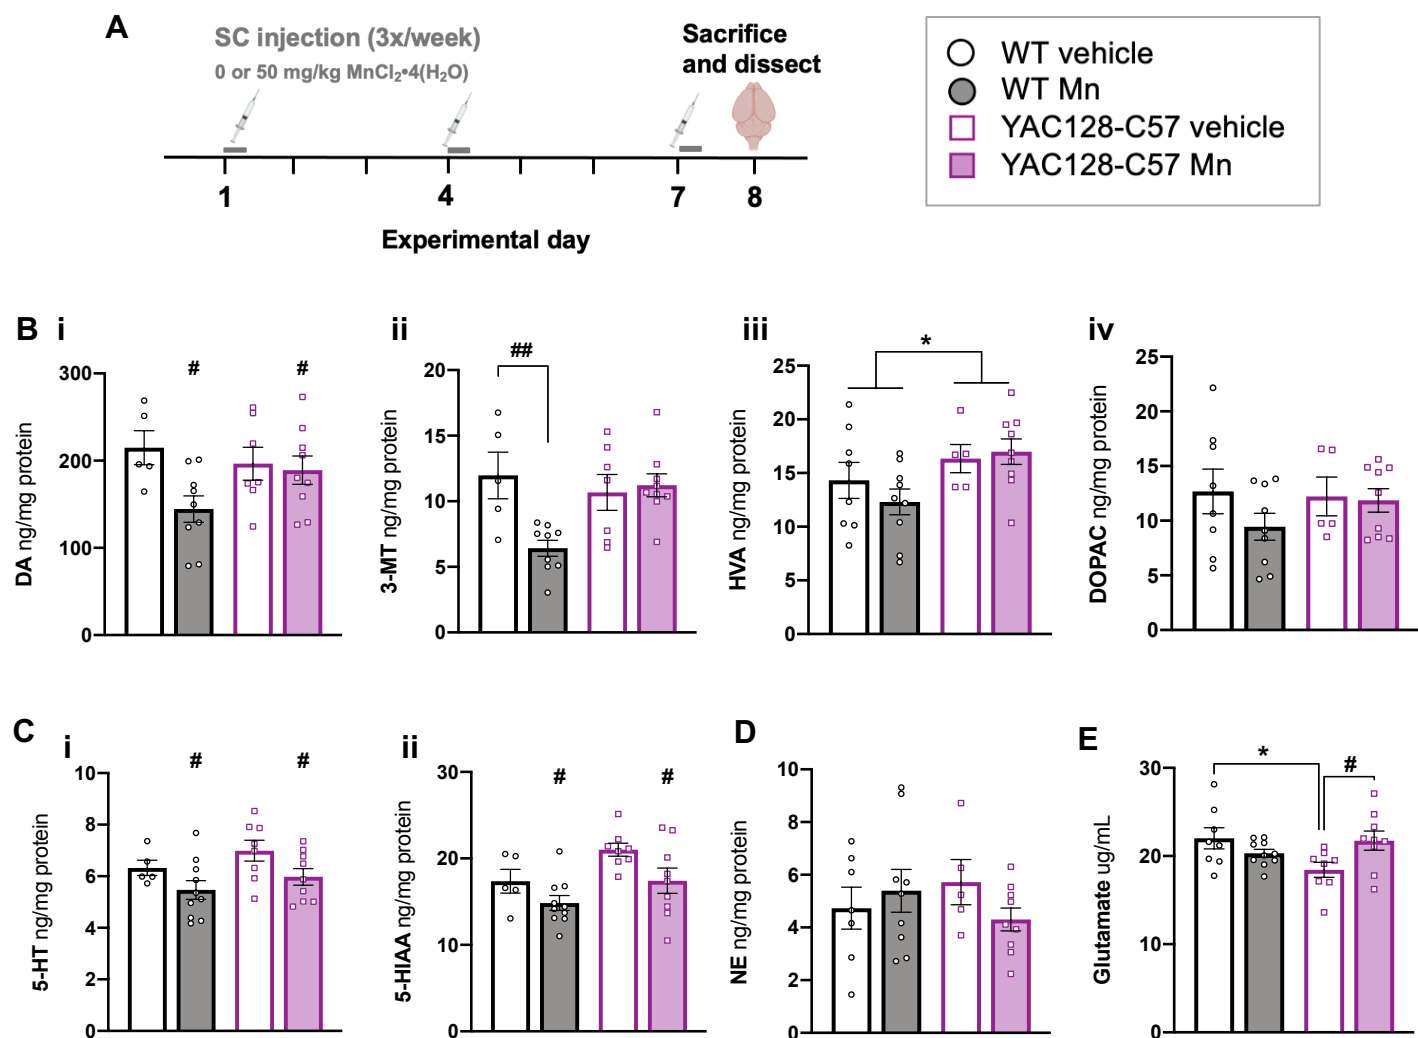 A
SC injection (3x/week)
0 or 50 mg/kg MnCl₂•4(H₂O)
Sacrifice
and dissect
1
4
7
8
Experimental day
WT vehicle
WT Mn
YAC128-C57 vehicle
YAC128-C57 Mn
B
i
DA ng/mg protein
300
200
100
0
#
#
ii
3-MT ng/mg protein
20
15
10
5
0
##
iii
HVA ng/mg protein
25
20
15
10
5
0
*
iv
DOPAC ng/mg protein
25
20
15
10
5
0
C
i
5-HT ng/mg protein
10
8
6
4
2
0
#
#
ii
5-HIAA ng/mg protein
30
20
10
0
#
#
D
NE ng/mg protein
10
8
6
4
2
0
E
Glutamate ug/mL
30
20
10
0
*
#